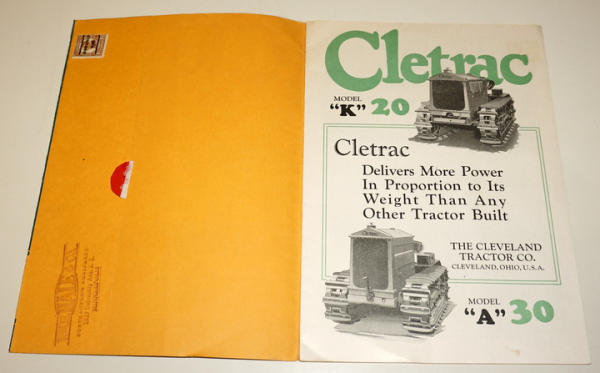 Cletrac
MODEL
"K" 20
Cletrac
Delivers More Power
In Proportion to Its
Weight Than Any
Other Tractor Built
THE CLEVELAND
TRACTOR CO.
CLEVELAND, OHIO, U.S.A.
MODEL
"A" 30